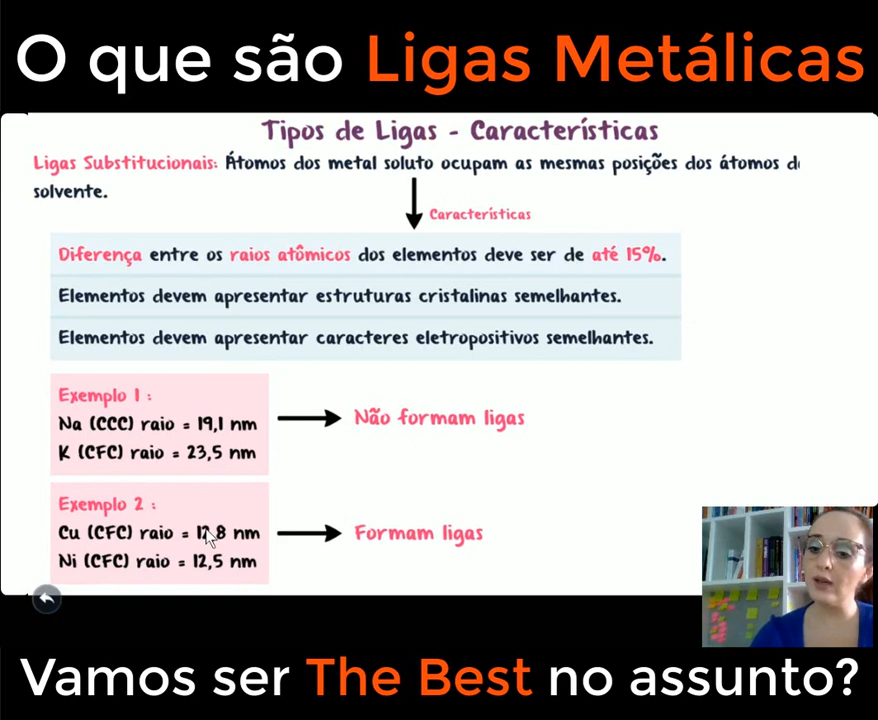 O que são Ligas Metálicas
Tipos de Ligas - Características
Ligas Substitucionais: Átomos dos metal soluto ocupam as mesmas posições dos átomos d
solvente.
Características
Diferença entre os raios atômicos dos elementos deve ser de até 15%.
Elementos devem apresentar estruturas cristalinas semelhantes.
Elementos devem apresentar caracteres eletropositivos semelhantes.
Exemplo 1 :
Na (CCC) raio = 19,1 nm
K (CFC) raio = 23,5 nm
Não formam ligas
Exemplo 2 :
Cu (CFC) raio = 12,8 nm
Ni (CFC) raio = 12,5 nm
Formam ligas
Vamos ser The Best no assunto?